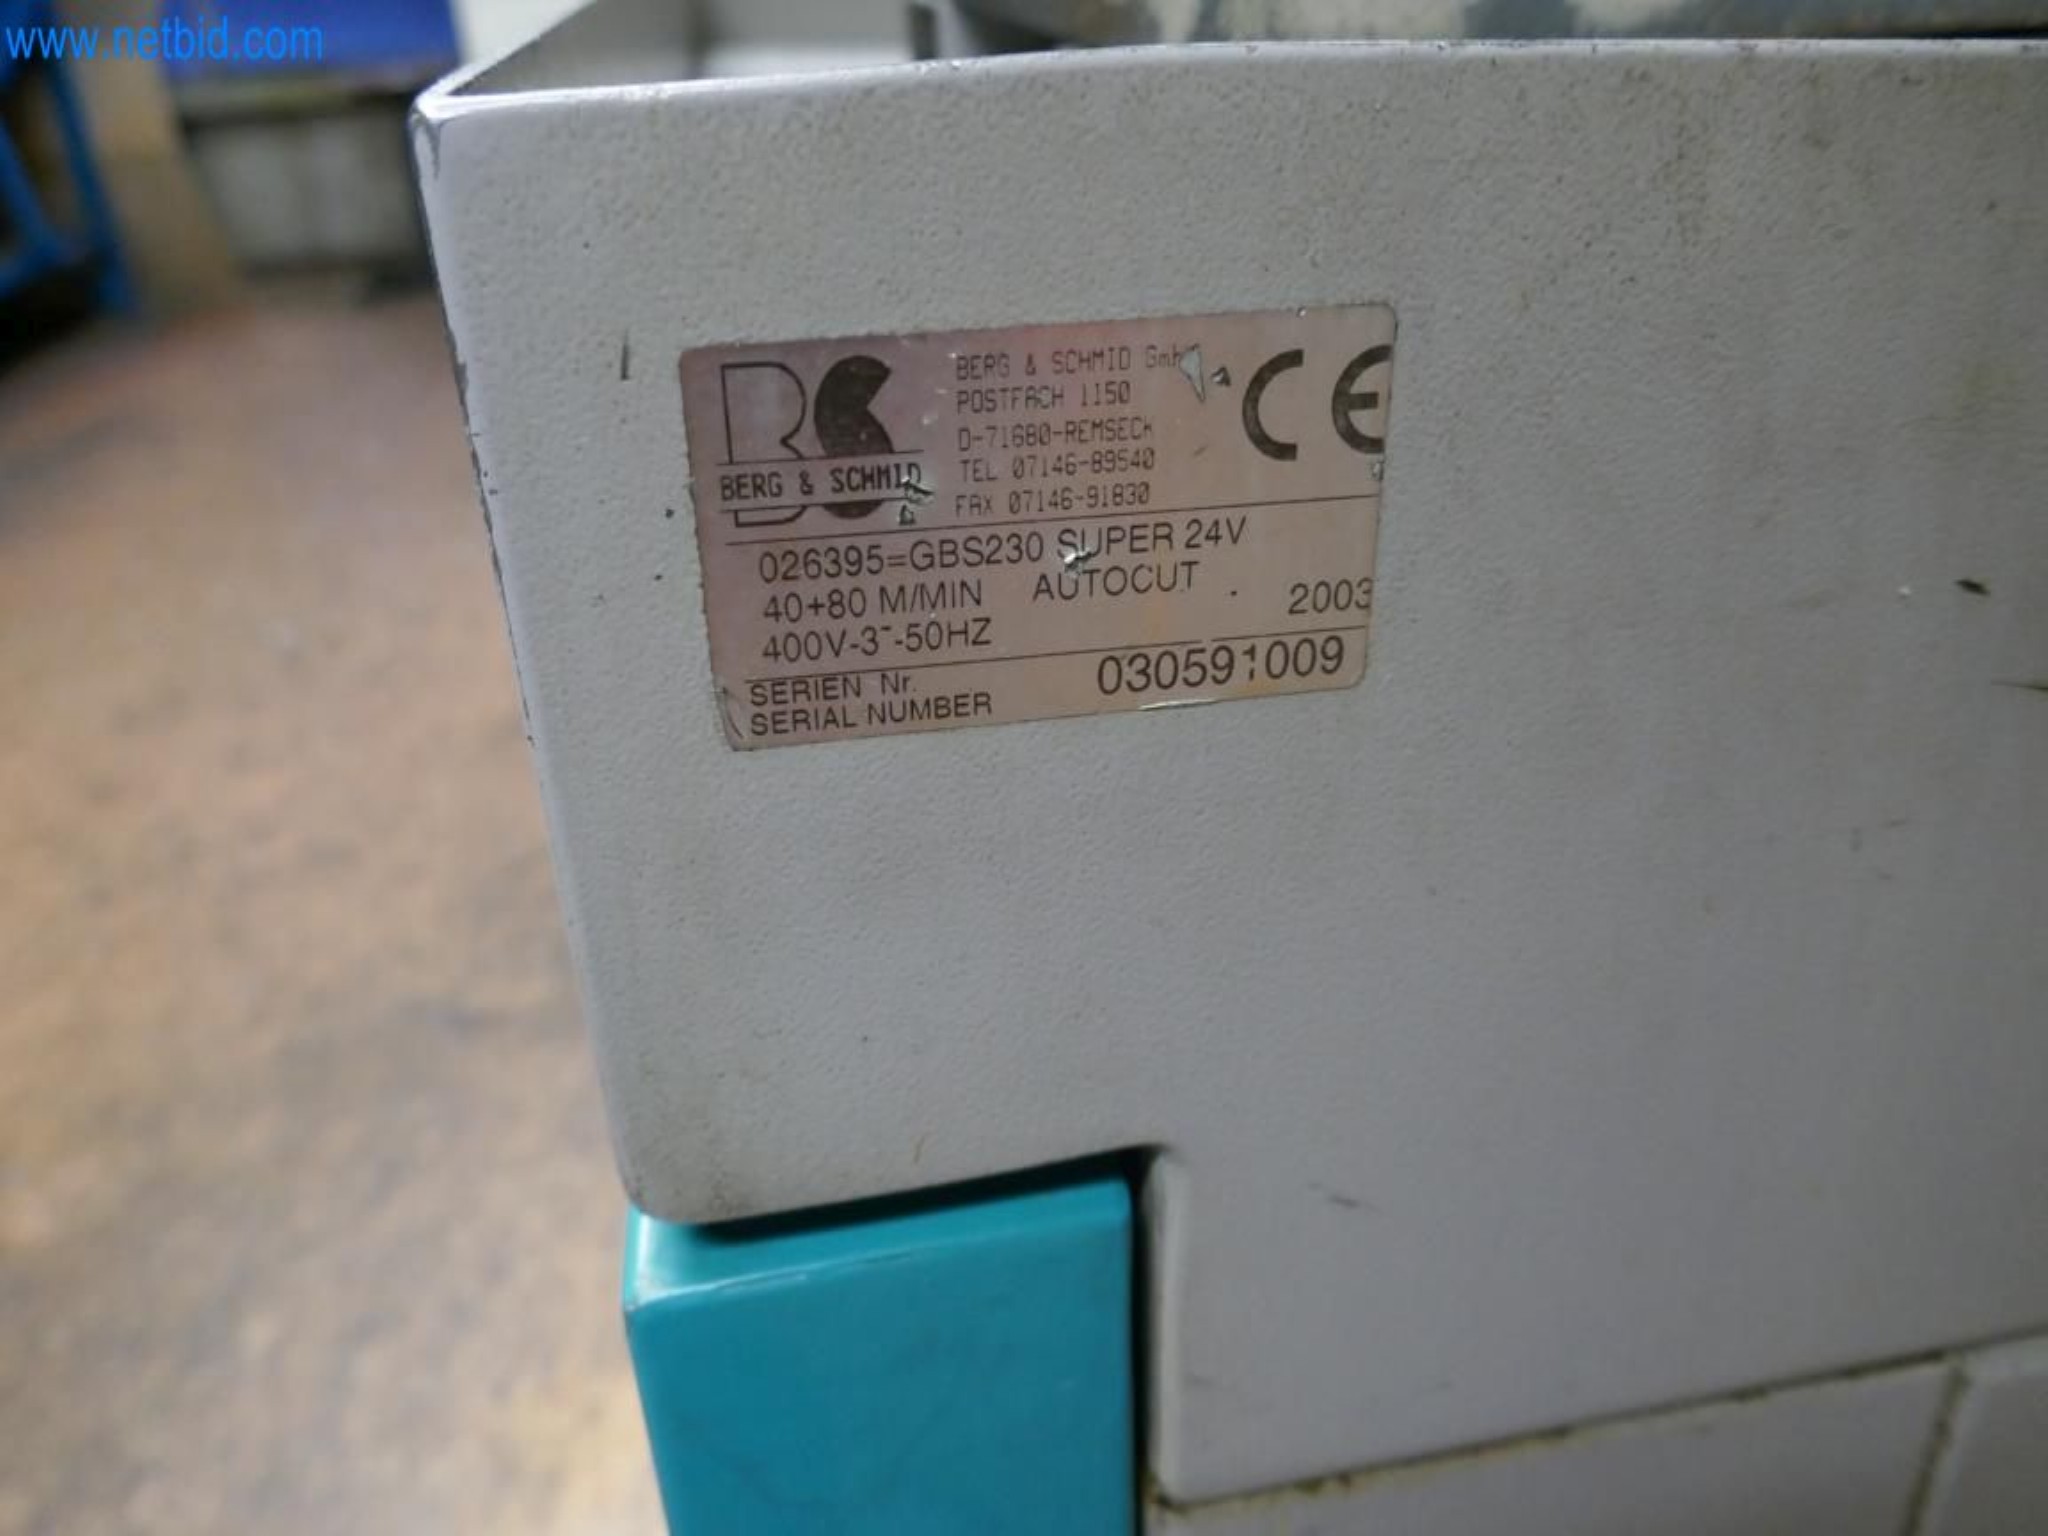 www.netbid.com
BS
BERG & SCHMID
BERG & SCHMID GmbH
POSTFACH 1150
D-71680-REMSECK
TEL 07146-89540
FAX 07146-91830
CE
026395=GBS230 SUPER 24V
40+80 M/MIN AUTOCUT . 2003
400V-3~-50HZ
SERIEN Nr.
SERIAL NUMBER
030591009